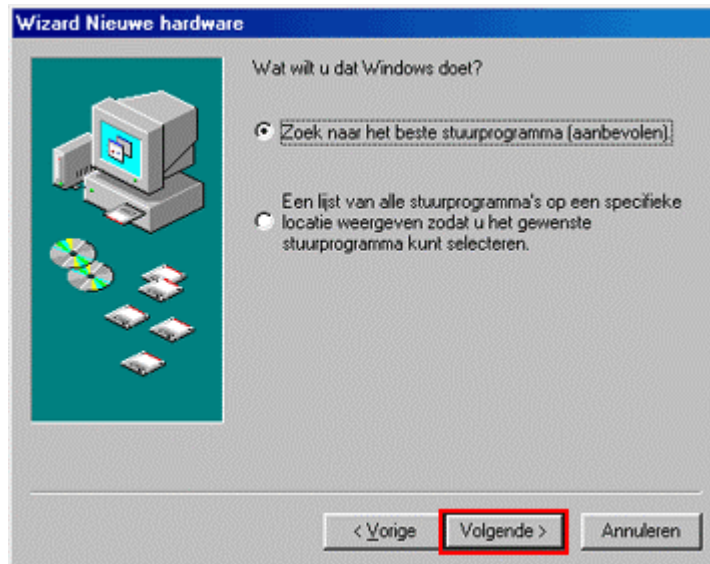 Wizard Nieuwe hardware
Wat wilt u dat Windows doet?
Zoek naar het beste stuurprogramma (aanbevolen).
Een lijst van alle stuurprogramma's op een specifieke
locatie weergeven zodat u het gewenste
stuurprogramma kunt selecteren.
< Vorige
Volgende >
Annuleren